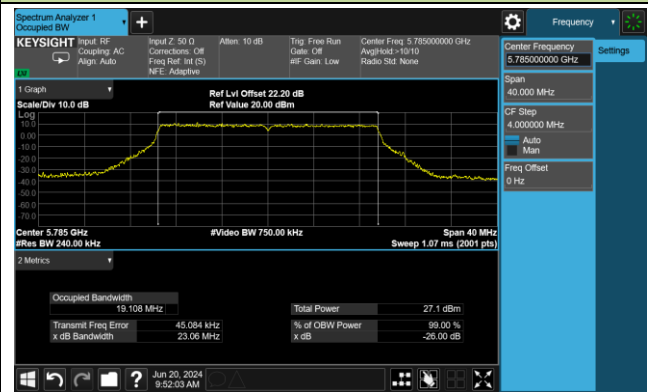 Spectrum Analyzer 1
Occupied BW
Frequency
KEYSIGHT
Input: RF
Coupling: AC
Align: Auto
Input Z: 50 Ω
Corrections: Off
Freq Ref: Int (S)
NFE: Adaptive
Atten: 10 dB
Trig: Free Run
Gate: Off
#IF Gain: Low
Center Freq: 5.785000000 GHz
Avg|Hold:>10/10
Radio Std: None
Center Frequency
5.785000000 GHz
Settings
Span
40.000 MHz
CF Step
4.000000 MHz
Auto
Man
Freq Offset
0 Hz
1 Graph
Scale/Div 10.0 dB
Ref Lvl Offset 22.20 dB
Ref Value 20.00 dBm
Log
10.0
0.00
-10.0
-20.0
-30.0
-40.0
-50.0
-60.0
-70.0
Center 5.785 GHz
#Video BW 750.00 kHz
Span 40 MHz
#Res BW 240.00 kHz
Sweep 1.07 ms (2001 pts)
2 Metrics
Occupied Bandwidth
19.108 MHz
Total Power
27.1 dBm
Transmit Freq Error
45.084 kHz
% of OBW Power
99.00 %
x dB Bandwidth
23.06 MHz
x dB
-26.00 dB
Jun 20, 2024
9:52:03 AM